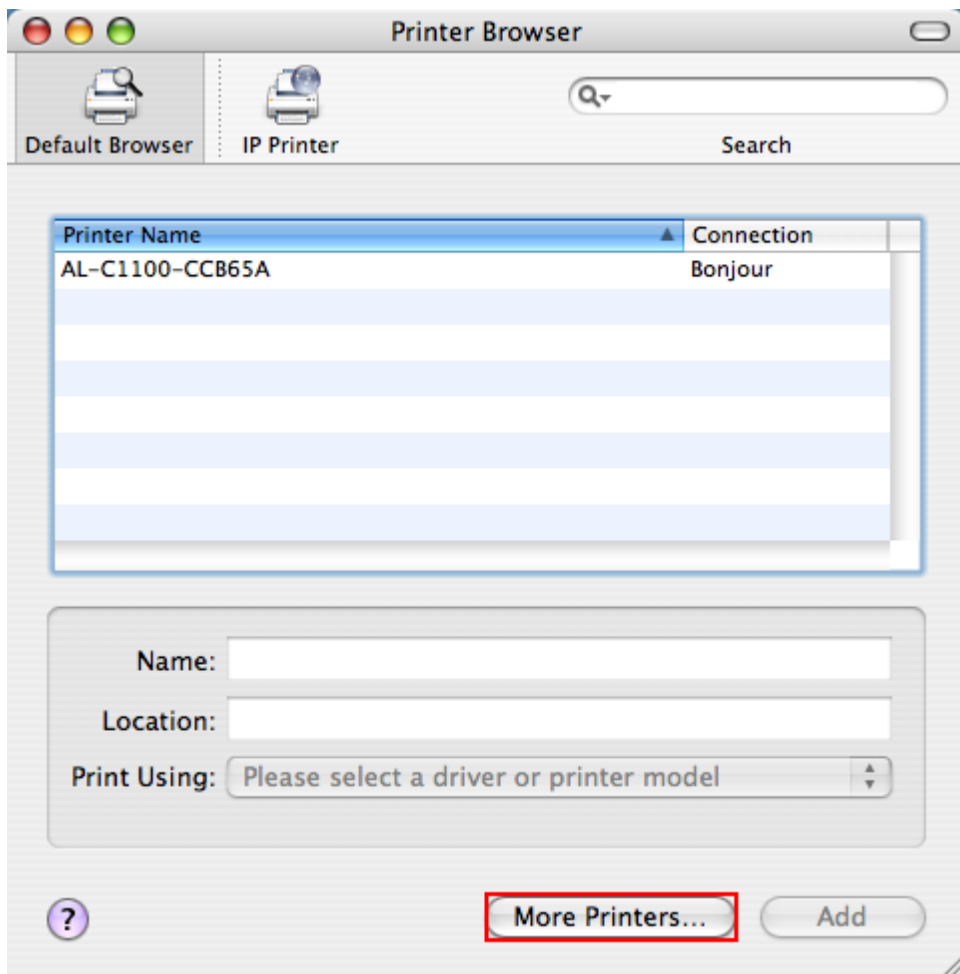 Printer Browser
Default Browser
IP Printer
Search
Printer Name Connection
AL-C1100-CCB65A Bonjour
Name:
Location:
Print Using: Please select a driver or printer model
? More Printers... Add